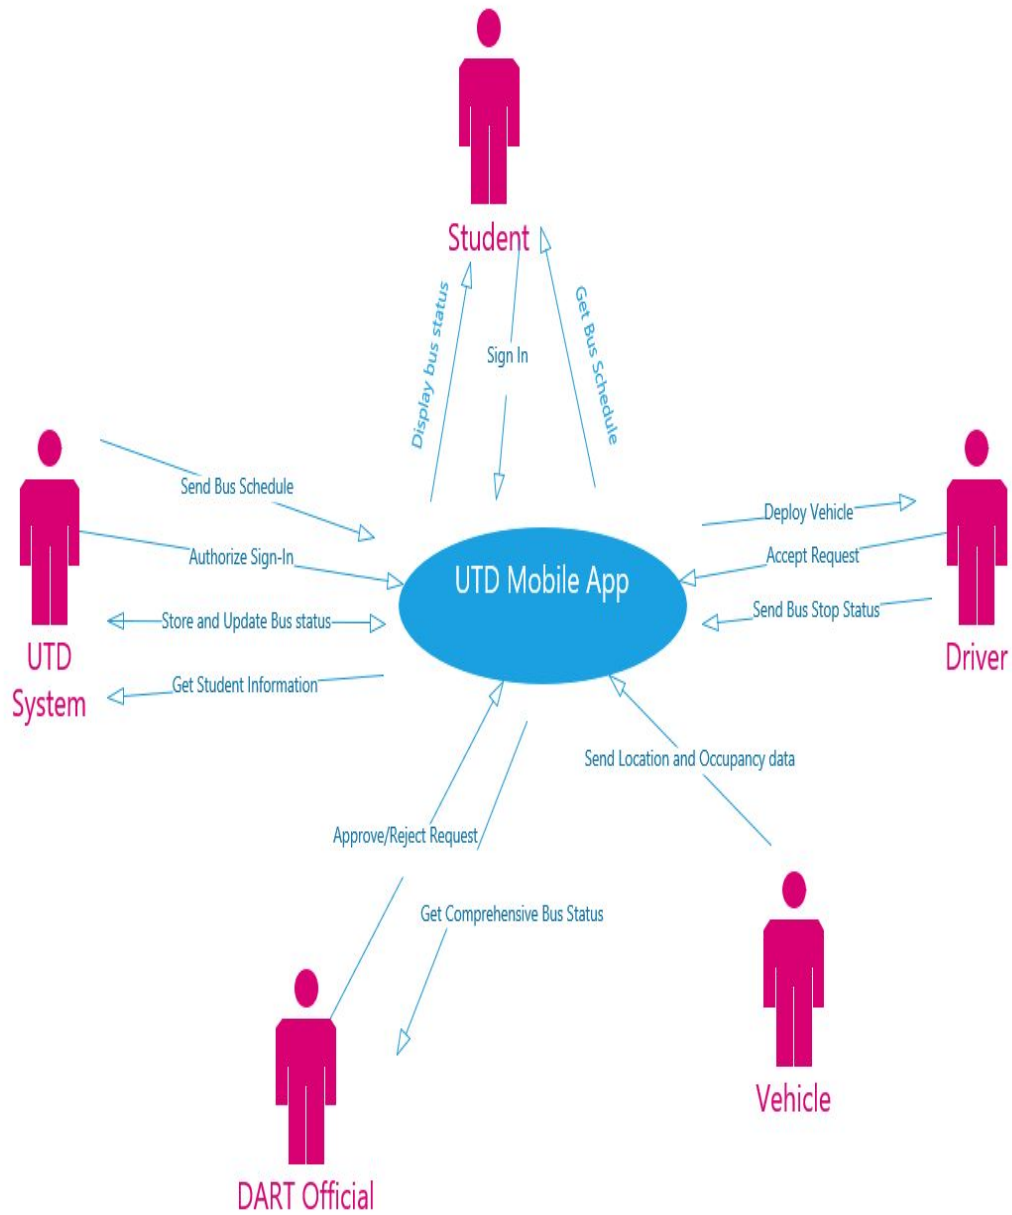 Student
Display bus status
Sign In
Get Bus Schedule
Send Bus Schedule
Authorize Sign-In
Store and Update Bus status
Get Student Information
UTD
System
UTD Mobile App
Deploy Vehicle
Accept Request
Send Bus Stop Status
Driver
Send Location and Occupancy data
Approve/Reject Request
Get Comprehensive Bus Status
Vehicle
DART Official